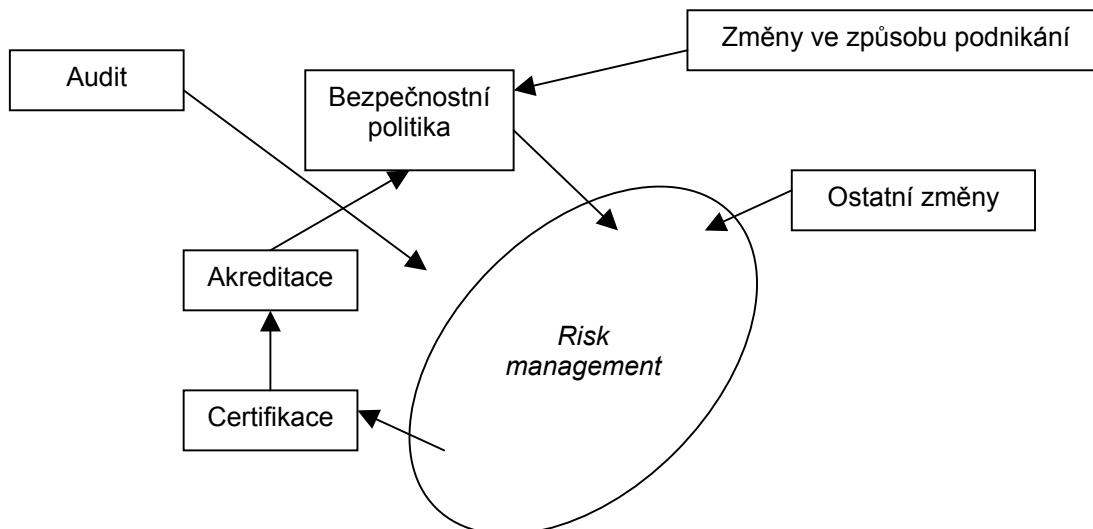 Změny ve způsobu podnikání
Audit
Bezpečnostní
politika
Ostatní změny
Akreditace
Risk
management
Certifikace